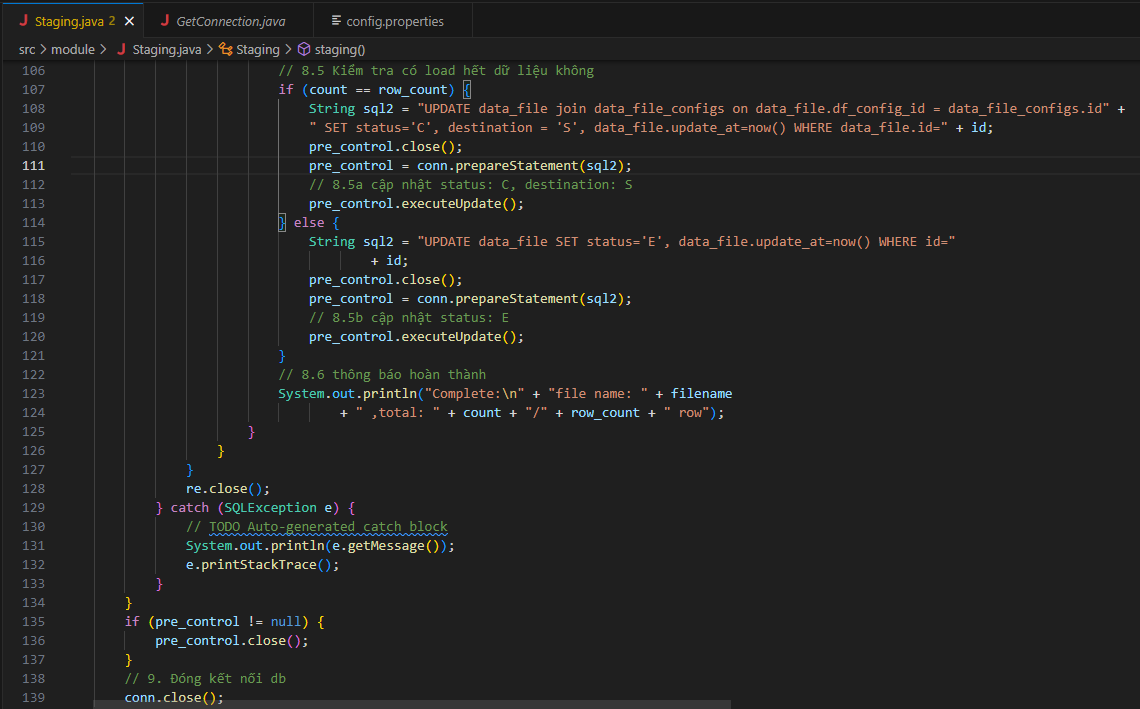 Staging.java 2
GetConnection.java
config.properties
src > module > Staging.java > Staging > staging()
106 // 8.5 Kiểm tra có load hết dữ liệu không
107 if (count == row_count) {
108 String sql2 = "UPDATE data_file join data_file_configs on data_file.df_config_id = data_file_configs.id" +
109 " SET status='C', destination = 'S', data_file.update_at=now() WHERE data_file.id=" + id;
110 pre_control.close();
111 pre_control = conn.prepareStatement(sql2);
112 // 8.5a cập nhật status: C, destination: S
113 pre_control.executeUpdate();
114 } else {
115 String sql2 = "UPDATE data_file SET status='E', data_file.update_at=now() WHERE id="
116 + id;
117 pre_control.close();
118 pre_control = conn.prepareStatement(sql2);
119 // 8.5b cập nhật status: E
120 pre_control.executeUpdate();
121 }
122 // 8.6 thông báo hoàn thành
123 System.out.println("Complete:\n" + "file name: " + filename
124 + " ,total: " + count + "/" + row_count + " row");
125 }
126 }
127 }
128 re.close();
129 } catch (SQLException e) {
130 // TODO Auto-generated catch block
131 System.out.println(e.getMessage());
132 e.printStackTrace();
133 }
134 }
135 if (pre_control != null) {
136 pre_control.close();
137 }
138 // 9. Đóng kết nối db
139 conn.close();